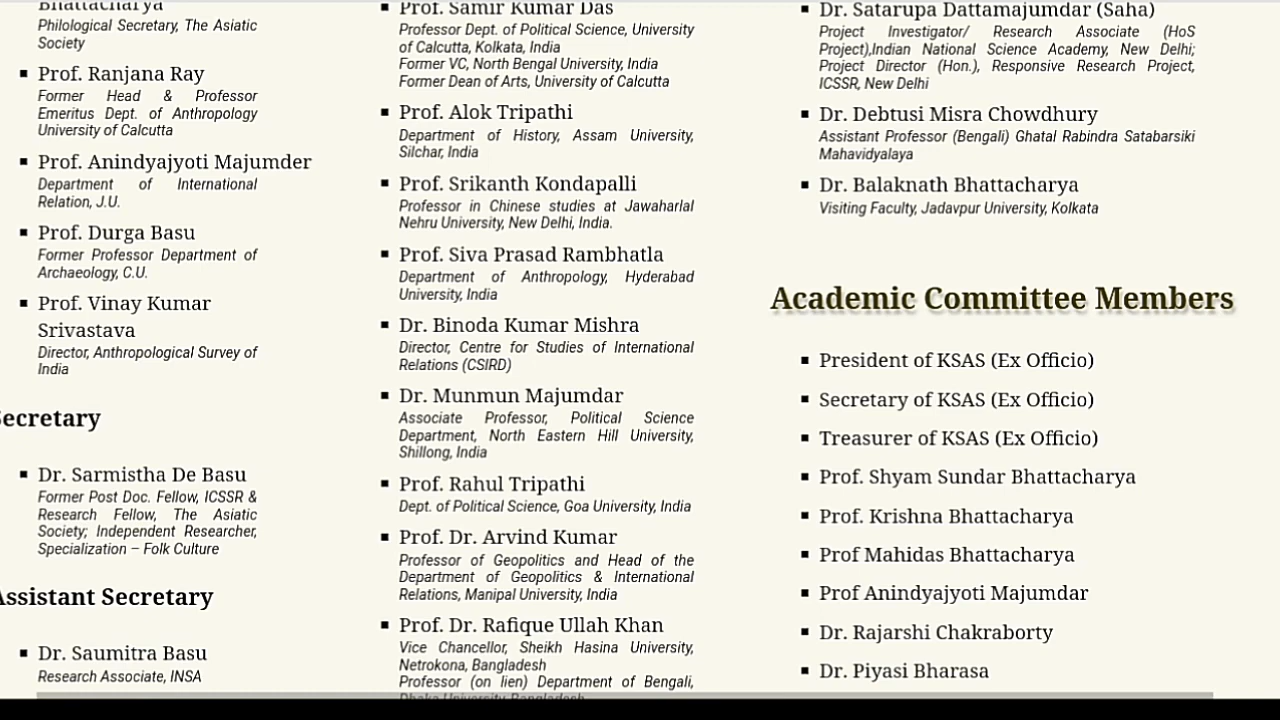 Bhattacharya
Philological Secretary, The Asiatic
Society
Prof. Ranjana Ray
Former Head & Professor
Emeritus Dept. of Anthropology
University of Calcutta
Prof. Anindyajyoti Majumder
Department of International
Relation, J.U.
Prof. Durga Basu
Former Professor Department of
Archaeology, C.U.
Prof. Vinay Kumar
Srivastava
Director, Anthropological Survey of
India
Secretary
Dr. Sarmistha De Basu
Former Post Doc. Fellow, ICSSR &
Research Fellow, The Asiatic
Society; Independent Researcher,
Specialization – Folk Culture
Assistant Secretary
Dr. Saumitra Basu
Research Associate, INSA
Prof. Samir Kumar Das
Professor Dept. of Political Science, University
of Calcutta, Kolkata, India
Former VC, North Bengal University, India
Former Dean of Arts, University of Calcutta
Prof. Alok Tripathi
Department of History, Assam University,
Silchar, India
Prof. Srikanth Kondapalli
Professor in Chinese studies at Jawaharlal
Nehru University, New Delhi, India.
Prof. Siva Prasad Rambhatla
Department of Anthropology, Hyderabad
University, India
Dr. Binoda Kumar Mishra
Director, Centre for Studies of International
Relations (CSIRD)
Dr. Munmun Majumdar
Associate Professor, Political Science
Department, North Eastern Hill University,
Shillong, India
Prof. Rahul Tripathi
Dept. of Political Science, Goa University, India
Prof. Dr. Arvind Kumar
Professor of Geopolitics and Head of the
Department of Geopolitics & International
Relations, Manipal University, India
Prof. Dr. Rafique Ullah Khan
Vice Chancellor, Sheikh Hasina University,
Netrokona, Bangladesh
Professor (on lien) Department of Bengali,
Dhaka University, Bangladesh
Dr. Satarupa Dattamajumdar (Saha)
Project Investigator/ Research Associate (HoS
Project),Indian National Science Academy, New Delhi;
Project Director (Hon.), Responsive Research Project,
ICSSR, New Delhi
Dr. Debtusi Misra Chowdhury
Assistant Professor (Bengali) Ghatal Rabindra Satabarsiki
Mahavidyalaya
Dr. Balaknath Bhattacharya
Visiting Faculty, Jadavpur University, Kolkata
Academic Committee Members
President of KSAS (Ex Officio)
Secretary of KSAS (Ex Officio)
Treasurer of KSAS (Ex Officio)
Prof. Shyam Sundar Bhattacharya
Prof. Krishna Bhattacharya
Prof Mahidas Bhattacharya
Prof Anindyajyoti Majumdar
Dr. Rajarshi Chakraborty
Dr. Piyasi Bharasa